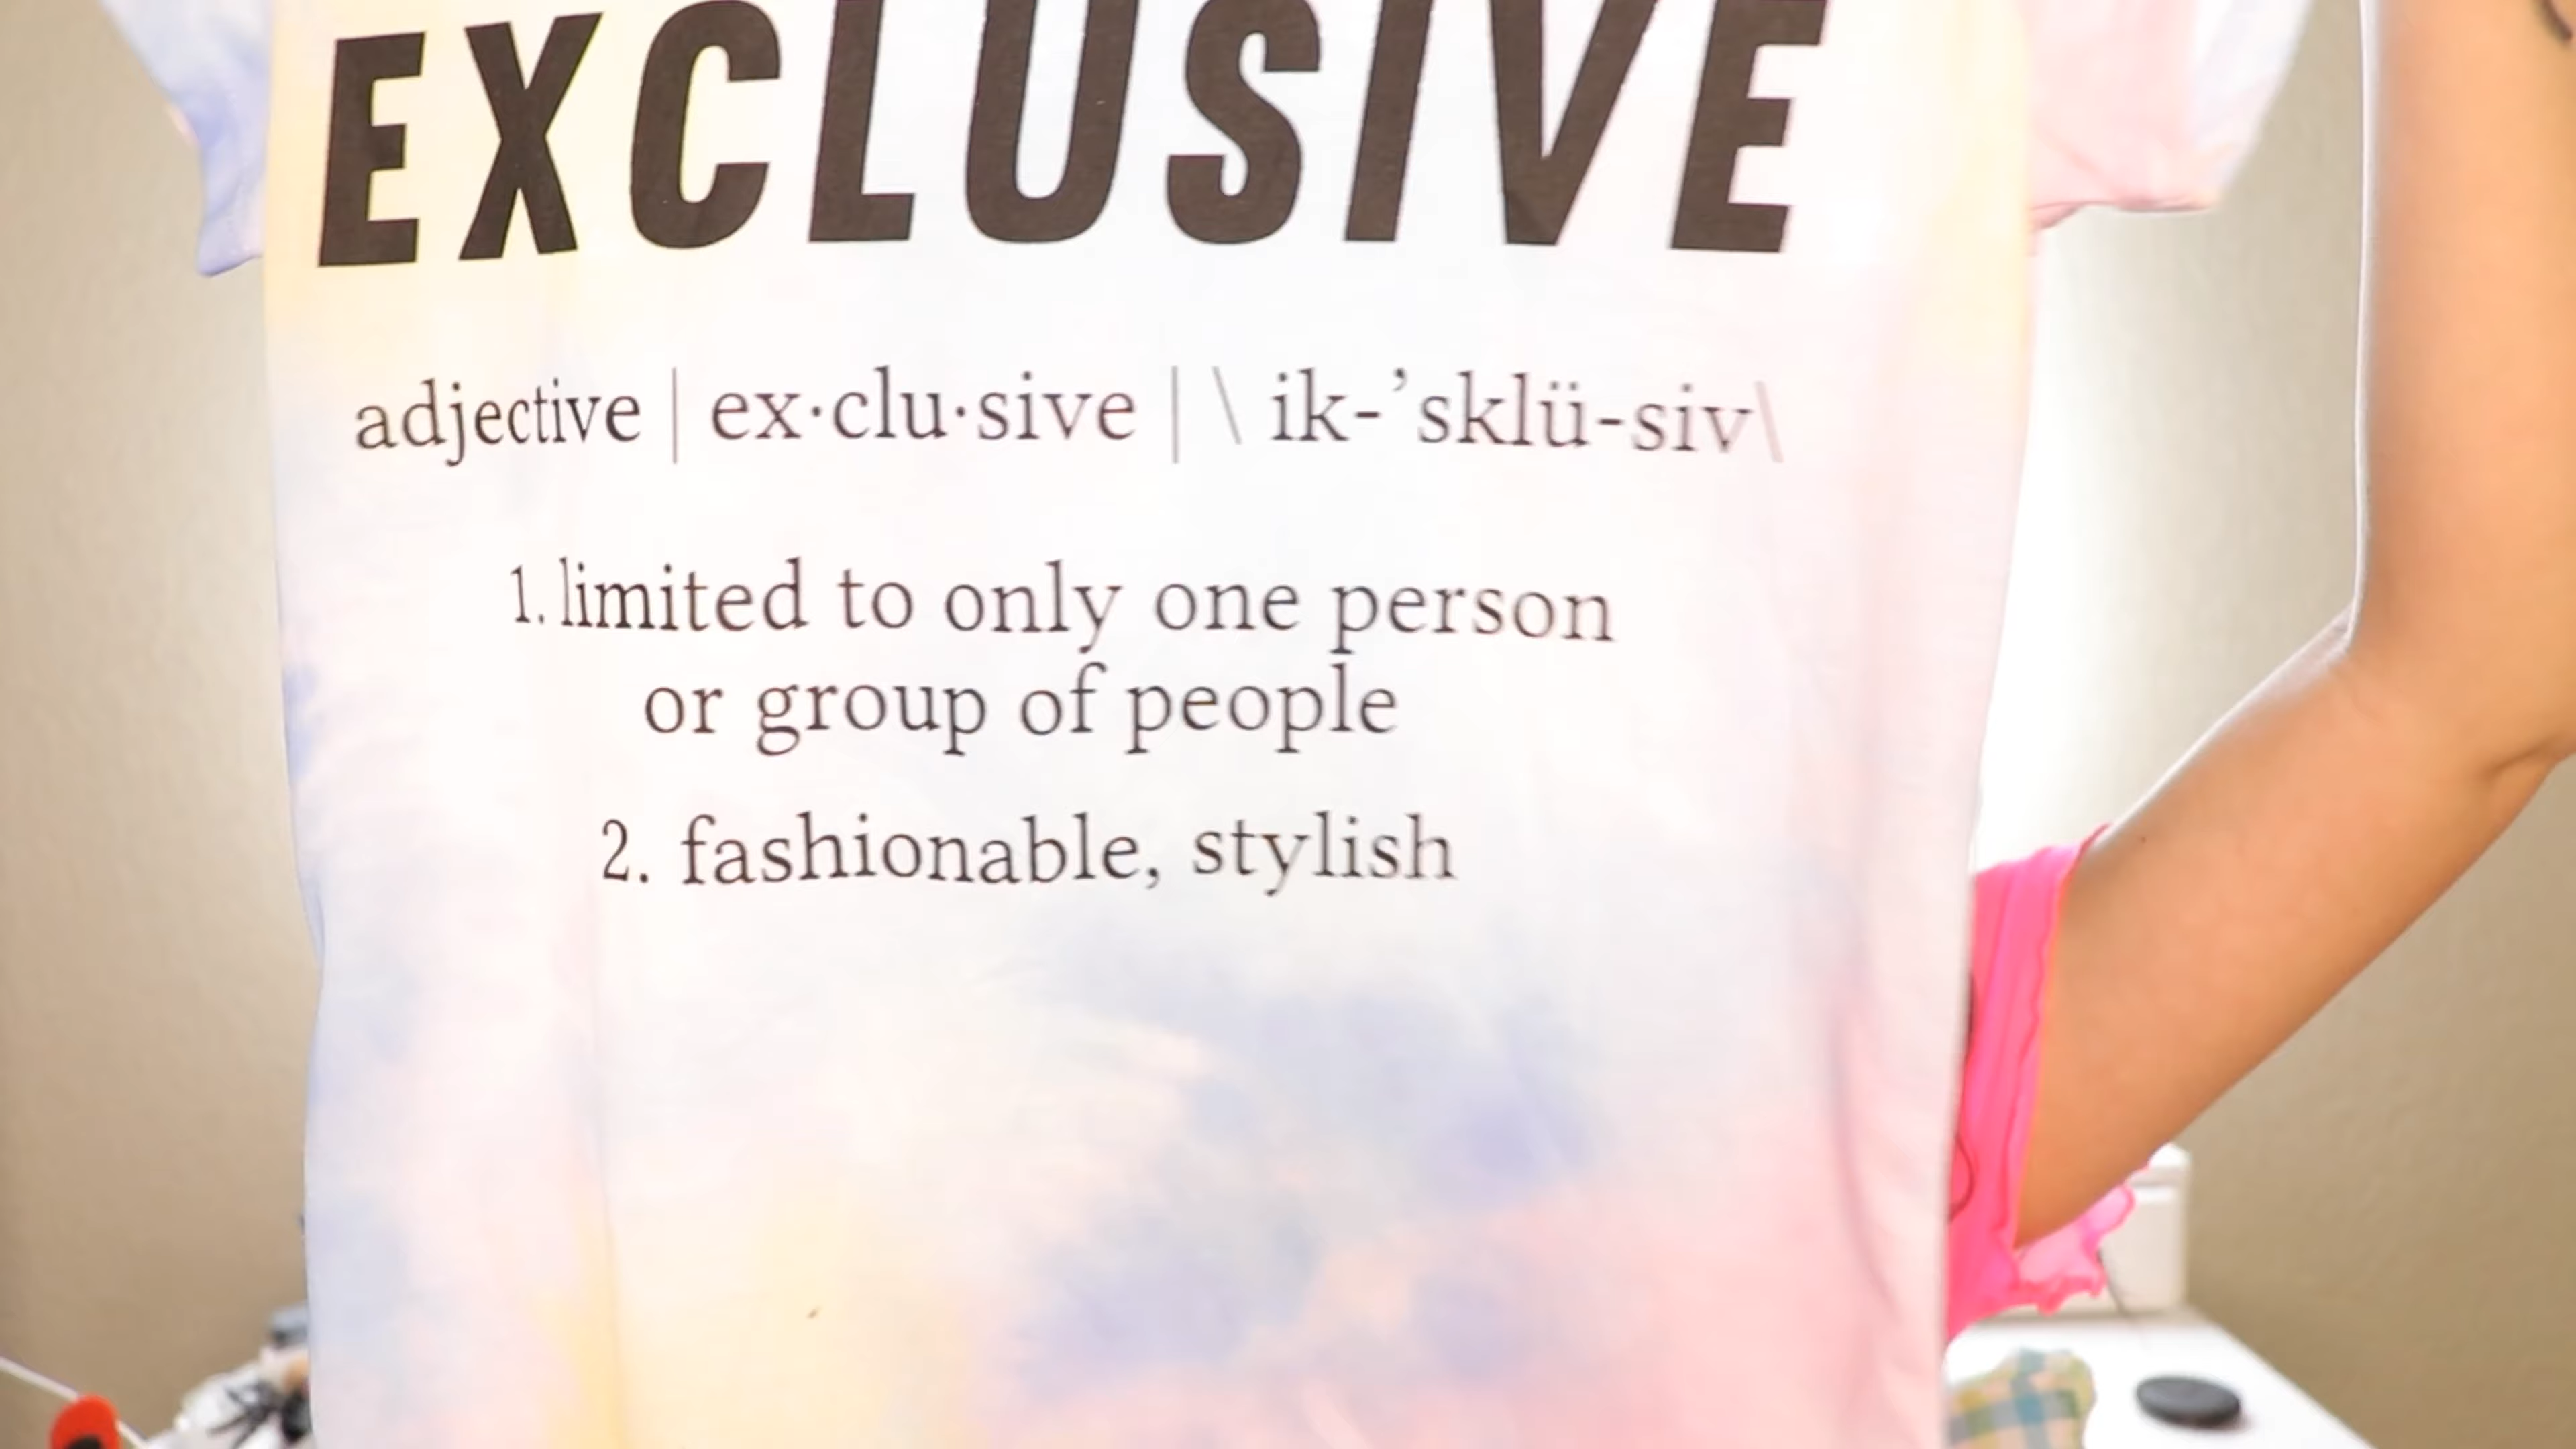 EXCLUSIVE
adjective | ex·clu·sive | \ ik-’sklü-siv\
1. limited to only one person
or group of people
2. fashionable, stylish